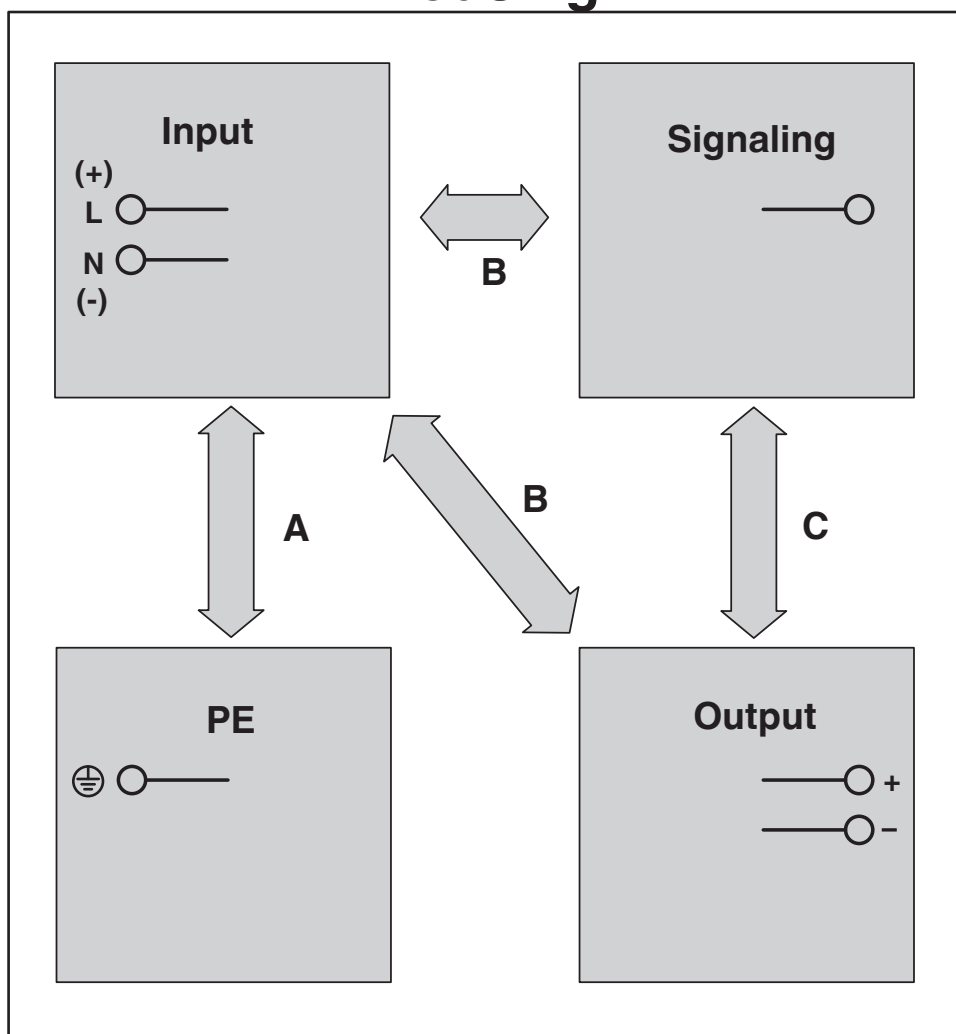 Input
(+)
L
N
(-)
Signaling
B
A
B
C
PE
Output
+
–